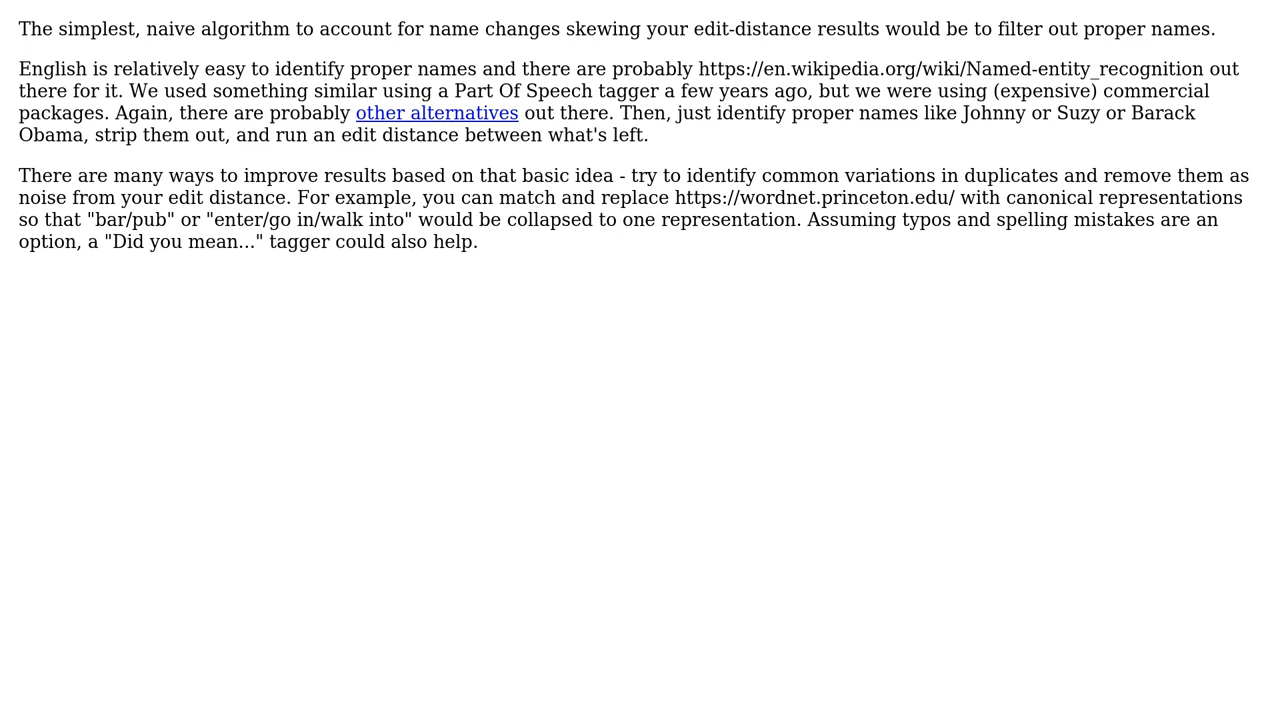 The simplest, naive algorithm to account for name changes skewing your edit-distance results would be to filter out proper names.
English is relatively easy to identify proper names and there are probably https://en.wikipedia.org/wiki/Named-entity_recognition out
there for it. We used something similar using a Part Of Speech tagger a few years ago, but we were using (expensive) commercial
packages. Again, there are probably other alternatives out there. Then, just identify proper names like Johnny or Suzy or Barack
Obama, strip them out, and run an edit distance between what's left.
There are many ways to improve results based on that basic idea - try to identify common variations in duplicates and remove them as
noise from your edit distance. For example, you can match and replace https://wordnet.princeton.edu/ with canonical representations
so that "bar/pub" or "enter/go in/walk into" would be collapsed to one representation. Assuming typos and spelling mistakes are an
option, a "Did you mean..." tagger could also help.